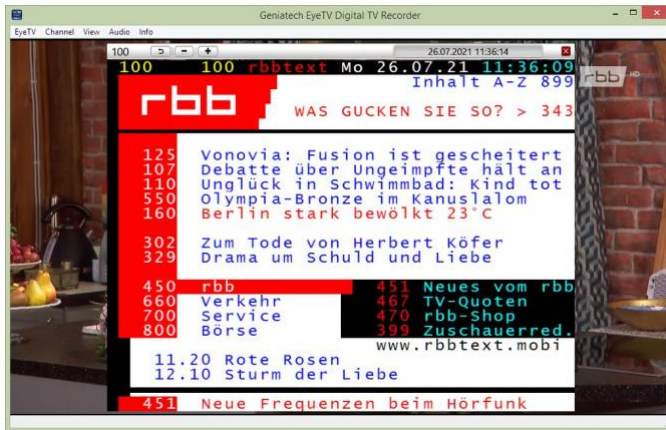 Geniatech EyeTV Digital TV Recorder
EyeTV Channel View Audio Info
100 26.07.2021 11:36:14
100 100 rbbtext Mo 26.07.21 11:36:09
Inhalt A-Z 899
rbb HD
rbb
WAS GUCKEN SIE SO? > 343
125 Vonovia: Fusion ist gescheitert
107 Debatte über Ungeimpfte hält an
110 Unglück in Schwimmbad: Kind tot
550 Olympia-Bronze im Kanuslalom
160 Berlin stark bewölkt 23°C
302 Zum Tode von Herbert Köfer
329 Drama um Schuld und Liebe
450 rbb 451 Neues vom rbb
660 Verkehr 467 TV-Quoten
700 Service 470 rbb-Shop
800 Börse 399 Zuschauerred.
www.rbbtext.mobi
11.20 Rote Rosen
12.10 Sturm der Liebe
451 Neue Frequenzen beim Hörfunk